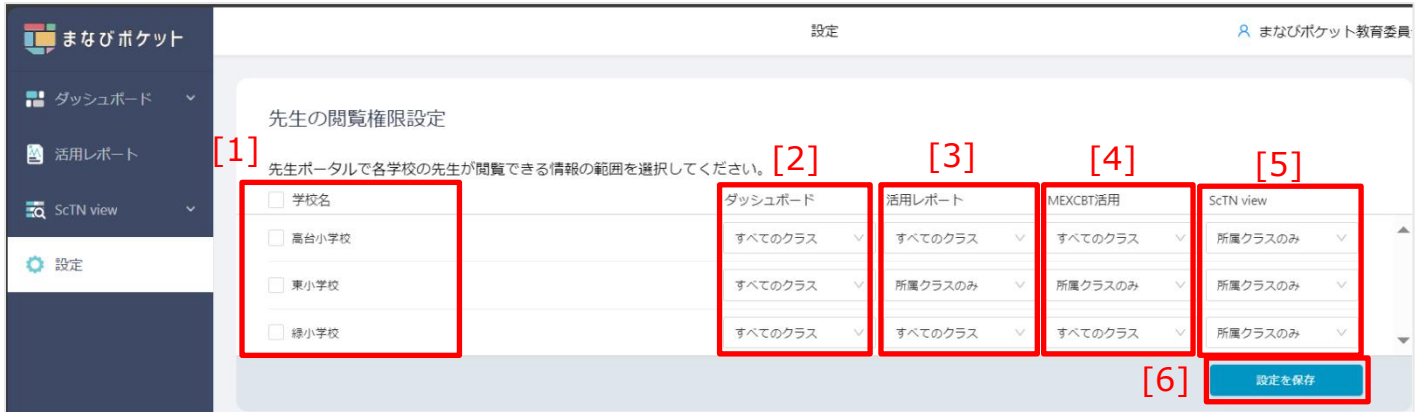 まなびポケット
設定
まなびポケット教育委員
ダッシュボード
活用レポート
ScTN view
設定
先生の閲覧権限設定
[1]
先生ポータルで各学校の先生が閲覧できる情報の範囲を選択してください。
[2]
[3]
[4]
[5]
学校名 ダッシュボード 活用レポート MEXCBT活用 ScTN view
高台小学校 すべてのクラス すべてのクラス すべてのクラス 所属クラスのみ
東小学校 すべてのクラス 所属クラスのみ 所属クラスのみ 所属クラスのみ
緑小学校 すべてのクラス すべてのクラス すべてのクラス 所属クラスのみ
[6]
設定を保存